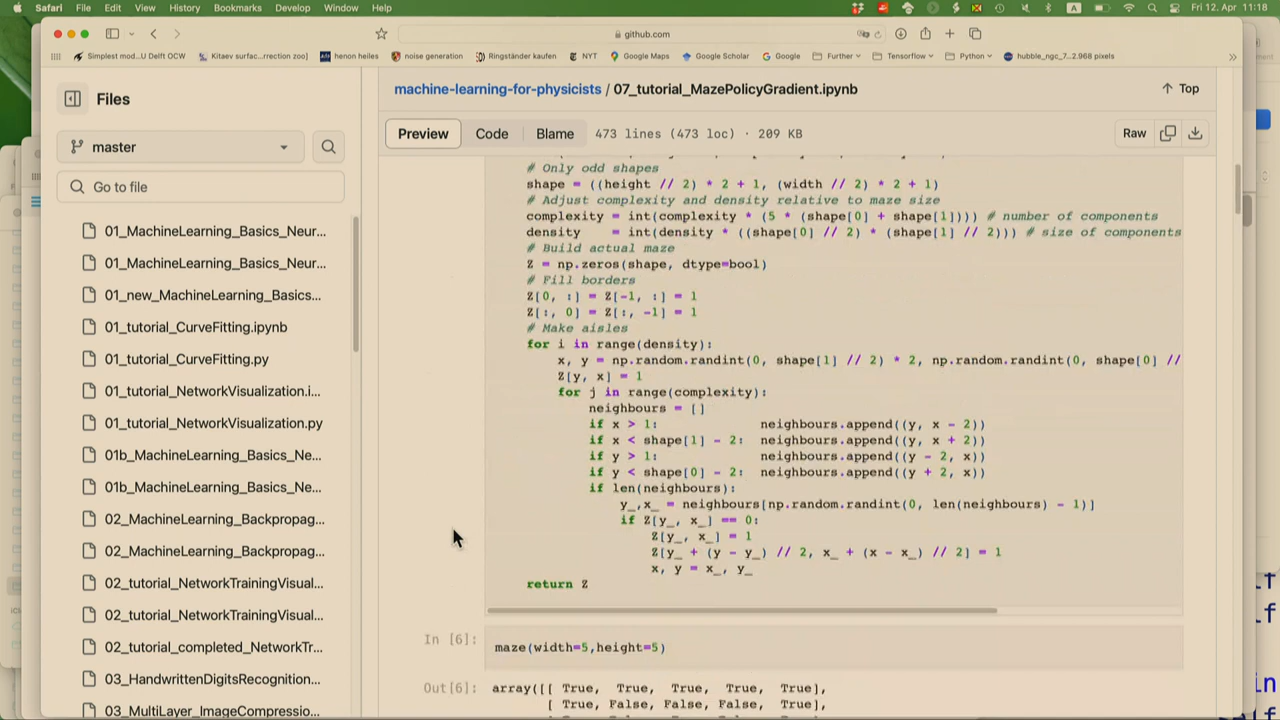 Safari File Edit View History Bookmarks Develop Window Help A Fri 12. Apr 11:18
github.com
Simplest mod...U Delft OCW Kitaev surfac...rrection zoo] henon heiles noise generation Ringständer kaufen NYT Google Maps Google Scholar Google Further Tensorflow Python hubble_ngc_7...2.968 pixels
Files
machine-learning-for-physicists / 07_tutorial_MazePolicyGradient.ipynb
Top
master
Preview Code Blame 473 lines (473 loc) · 209 KB Raw
Go to file
01_MachineLearning_Basics_Neur...
01_MachineLearning_Basics_Neur...
01_new_MachineLearning_Basics...
01_tutorial_CurveFitting.ipynb
01_tutorial_CurveFitting.py
01_tutorial_NetworkVisualization.i...
01_tutorial_NetworkVisualization.py
01b_MachineLearning_Basics_Ne...
01b_MachineLearning_Basics_Ne...
02_MachineLearning_Backpropag...
02_MachineLearning_Backpropag...
02_tutorial_NetworkTrainingVisual...
02_tutorial_NetworkTrainingVisual...
02_tutorial_completed_NetworkTr...
03_HandwrittenDigitsRecognition...
03_MultiLayer_ImageCompressio...
# Only odd shapes
shape = ((height // 2) * 2 + 1, (width // 2) * 2 + 1)
# Adjust complexity and density relative to maze size
complexity = int(complexity * (5 * (shape[0] + shape[1]))) # number of components
density    = int(density * ((shape[0] // 2) * (shape[1] // 2))) # size of components
# Build actual maze
Z = np.zeros(shape, dtype=bool)
# Fill borders
Z[0, :] = Z[-1, :] = 1
Z[:, 0] = Z[:, -1] = 1
# Make aisles
for i in range(density):
x, y = np.random.randint(0, shape[1] // 2) * 2, np.random.randint(0, shape[0] //
Z[y, x] = 1
for j in range(complexity):
neighbours = []
if x > 1:             neighbours.append((y, x - 2))
if x < shape[1] - 2:  neighbours.append((y, x + 2))
if y > 1:             neighbours.append((y - 2, x))
if y < shape[0] - 2:  neighbours.append((y + 2, x))
if len(neighbours):
y_,x_ = neighbours[np.random.randint(0, len(neighbours) - 1)]
if Z[y_, x_] == 0:
Z[y_, x_] = 1
Z[y_ + (y - y_) // 2, x_ + (x - x_) // 2] = 1
x, y = x_, y_
return Z
In [6]: maze(width=5,height=5)
Out[6]: array([[ True,  True,  True,  True,  True],
[ True, False, False, False,  True],